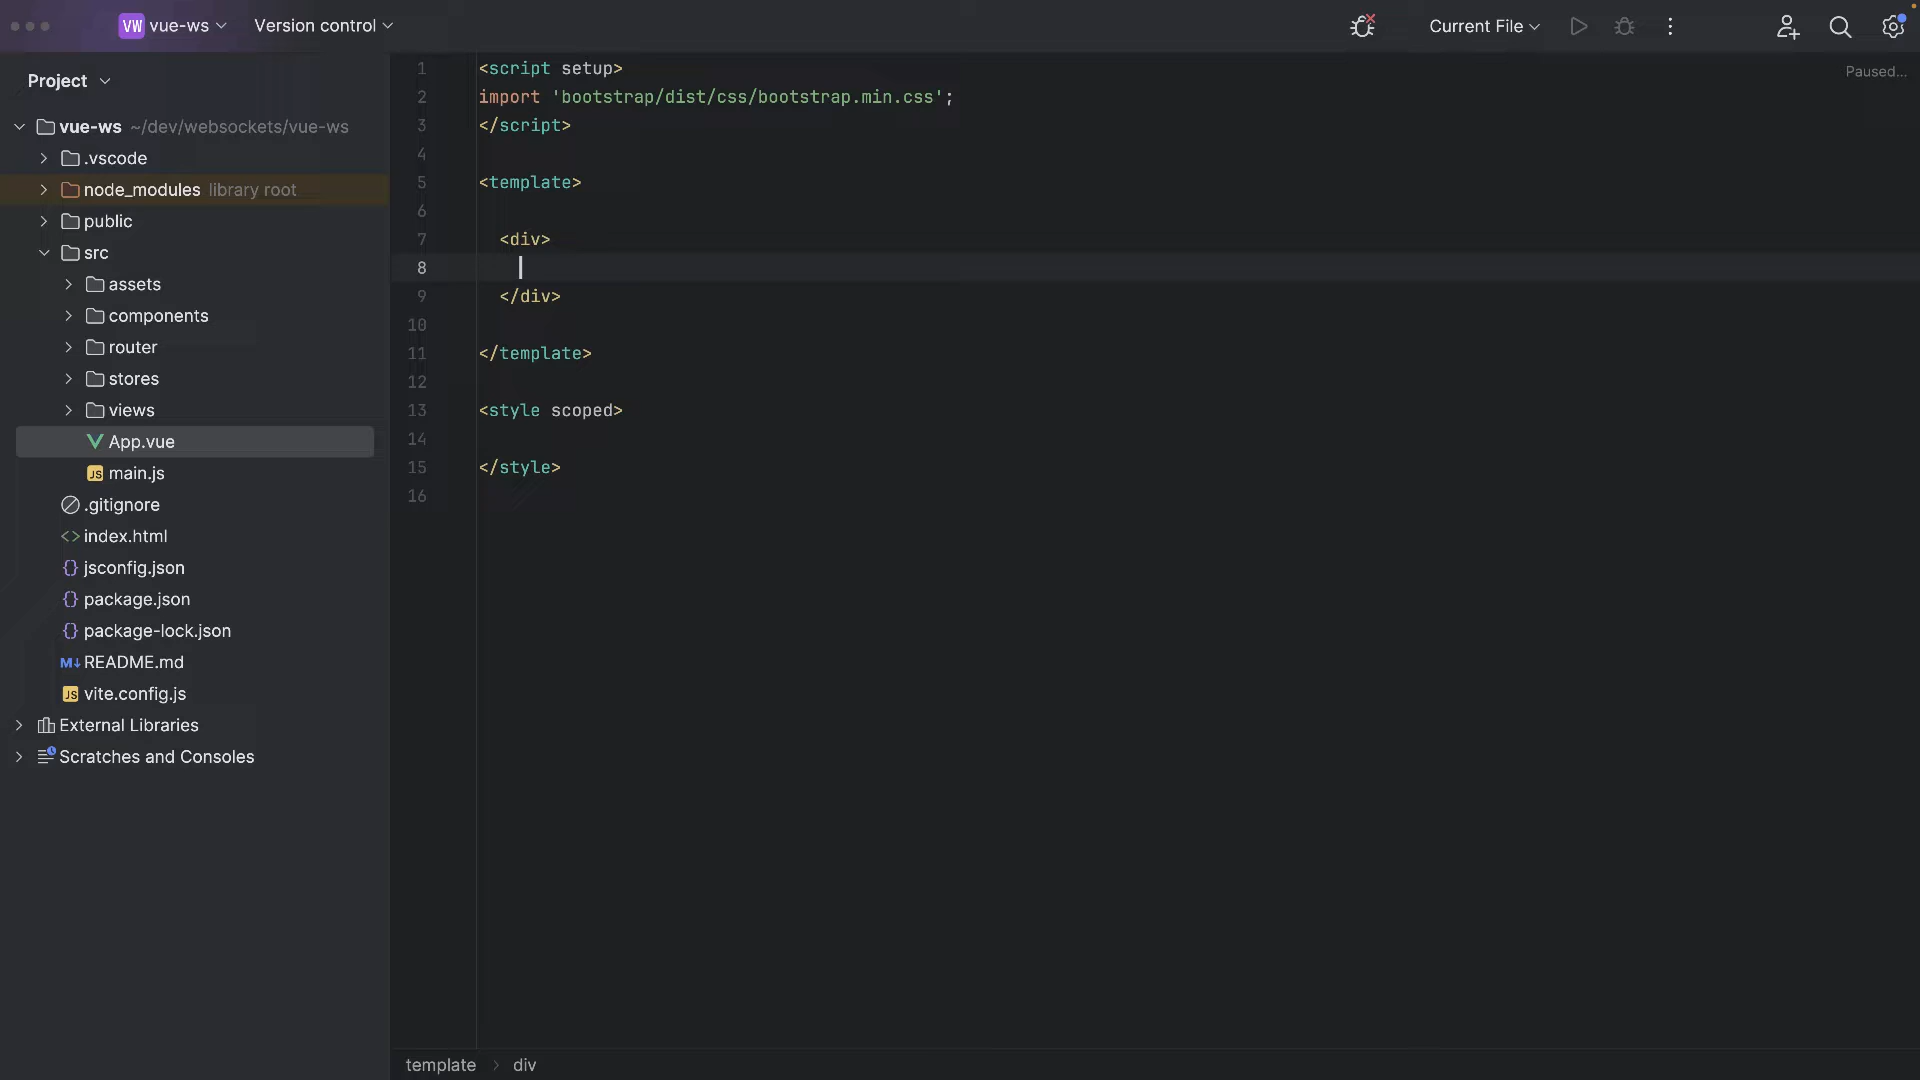 VW vue-ws Version control Current File
Project
vue-ws ~/dev/websockets/vue-ws
.vscode
node_modules library root
public
src
assets
components
router
stores
views
App.vue
JS main.js
.gitignore
<> index.html
{} jsconfig.json
{} package.json
{} package-lock.json
M↓ README.md
JS vite.config.js
External Libraries
Scratches and Consoles
Paused...
1 <script setup>
2 import 'bootstrap/dist/css/bootstrap.min.css';
3 </script>
4
5 <template>
6
7 <div>
8
9 </div>
10
11 </template>
12
13 <style scoped>
14
15 </style>
16
template > div